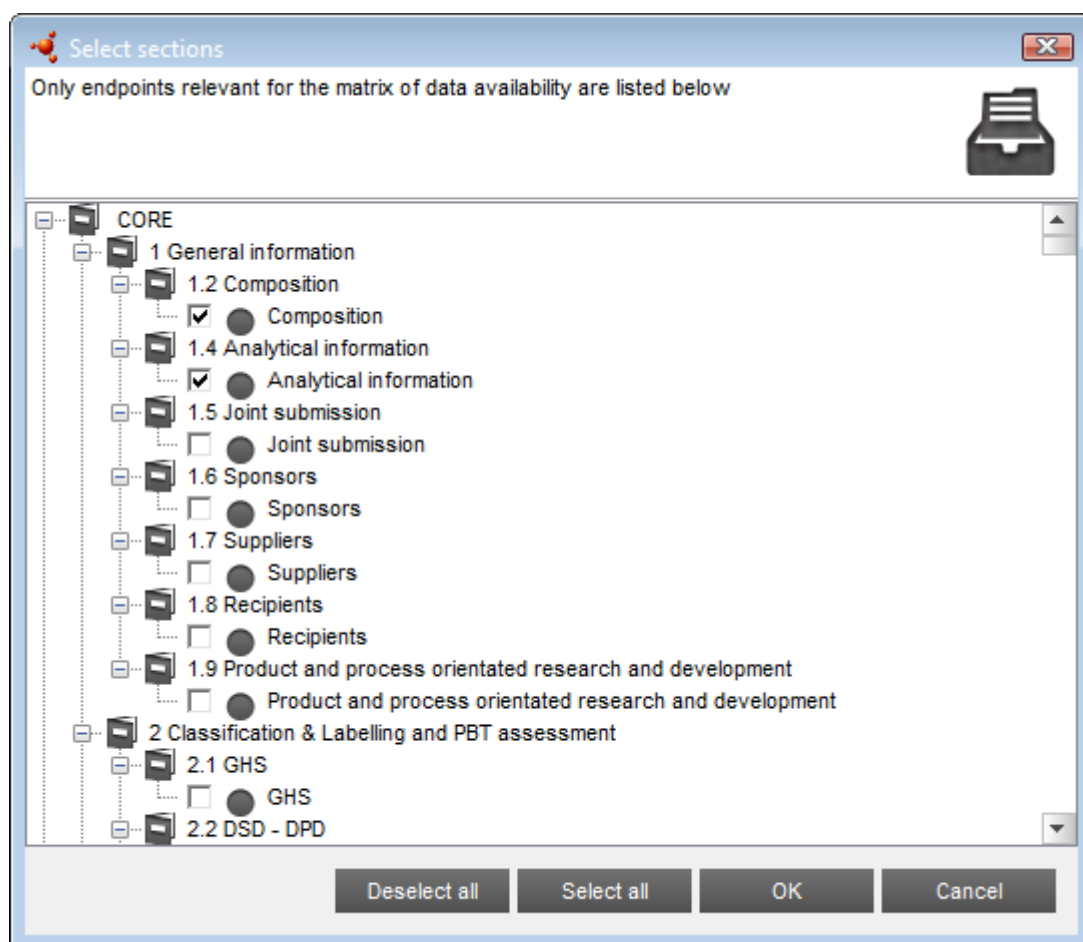 Select sections
Only endpoints relevant for the matrix of data availability are listed below
CORE
1 General information
1.2 Composition
Composition
1.4 Analytical information
Analytical information
1.5 Joint submission
Joint submission
1.6 Sponsors
Sponsors
1.7 Suppliers
Suppliers
1.8 Recipients
Recipients
1.9 Product and process orientated research and development
Product and process orientated research and development
2 Classification & Labelling and PBT assessment
2.1 GHS
GHS
2.2 DSD - DPD
Deselect all Select all OK Cancel